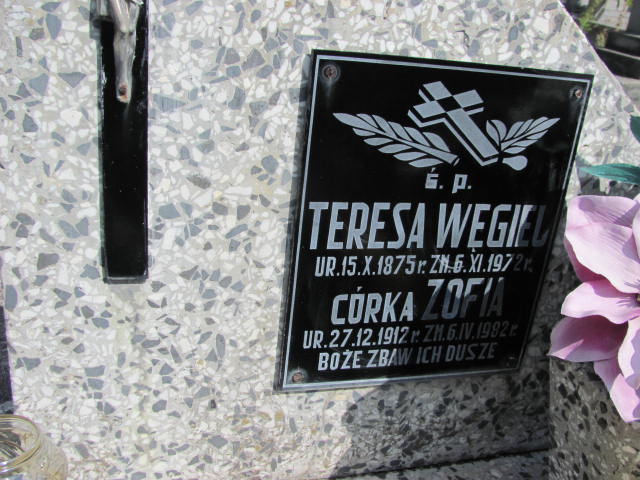 ś. p.
TERESA WĘGIEL
UR. 15. X. 1875 r. ZM. 6. XI. 1972 r.
CÓRKA ZOFIA
UR. 27. 12. 1912 r. ZM. 6. IV. 1982 r.
BOŻE ZBAW ICH DUSZE